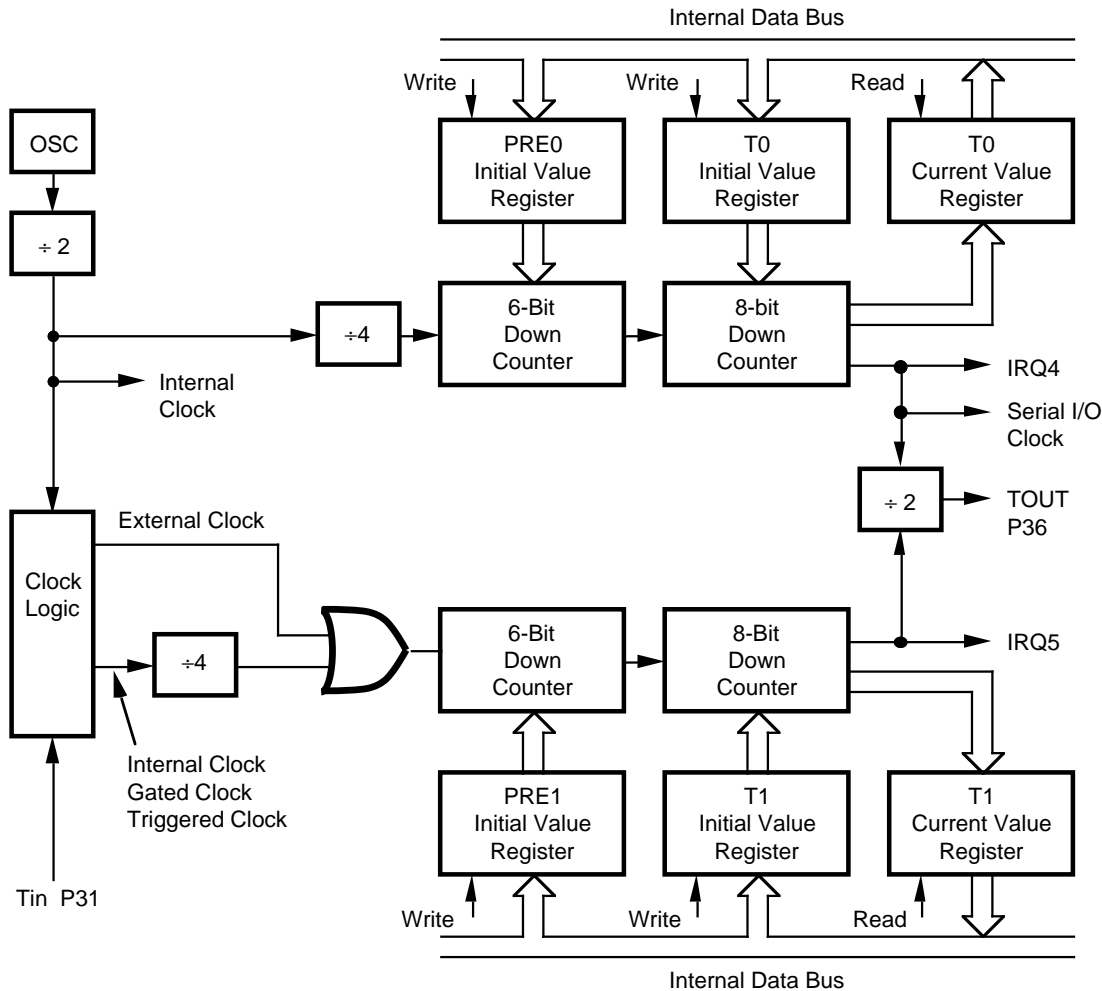 Internal Data Bus
Write
Write
Read
OSC
PRE0
Initial Value
Register
T0
Initial Value
Register
T0
Current Value
Register
÷ 2
6-Bit
Down
Counter
8-bit
Down
Counter
÷4
IRQ4
Internal
Clock
Serial I/O
Clock
÷ 2
TOUT
P36
External Clock
Clock
Logic
÷4
6-Bit
Down
Counter
8-Bit
Down
Counter
IRQ5
Internal Clock
Gated Clock
Triggered Clock
PRE1
Initial Value
Register
T1
Initial Value
Register
T1
Current Value
Register
Tin P31
Write
Write
Read
Internal Data Bus